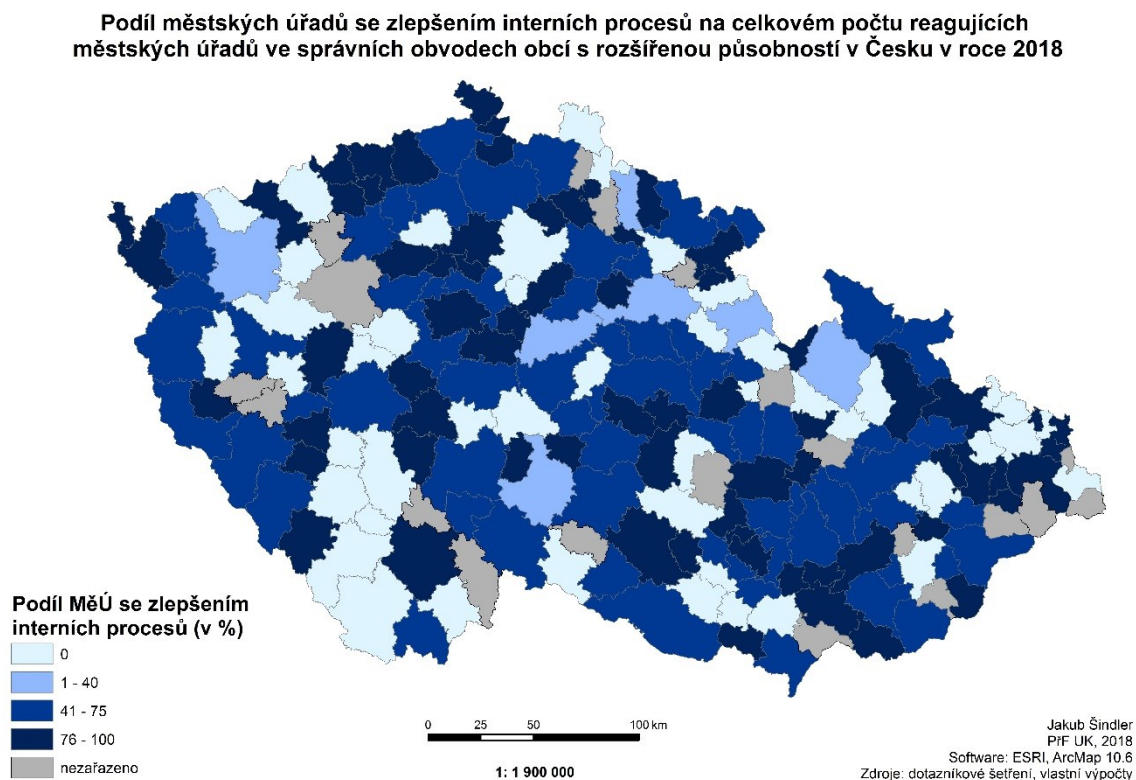 Podíl městských úřadů se zlepšením interních procesů na celkovém počtu reagujících
městských úřadů ve správních obvodech obcí s rozšířenou působností v Česku v roce 2018
Podíl MěÚ se zlepšením
interních procesů (v %)
0
1 - 40
41 - 75
76 - 100
nezařazeno
0 25 50 100 km
1: 1 900 000
Jakub Šindler
PřF UK, 2018
Software: ESRI, ArcMap 10.6
Zdroje: dotazníkové šetření, vlastní výpočty